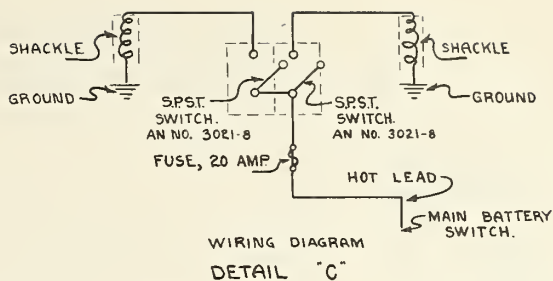 SHACKLE
GROUND
S.P.S.T.
SWITCH.
AN NO. 3021-8
S.P.S.T.
SWITCH.
AN NO. 3021-8
SHACKLE
GROUND
FUSE, 20 AMP.
HOT LEAD
MAIN BATTERY
SWITCH.
WIRING DIAGRAM
DETAIL "C"